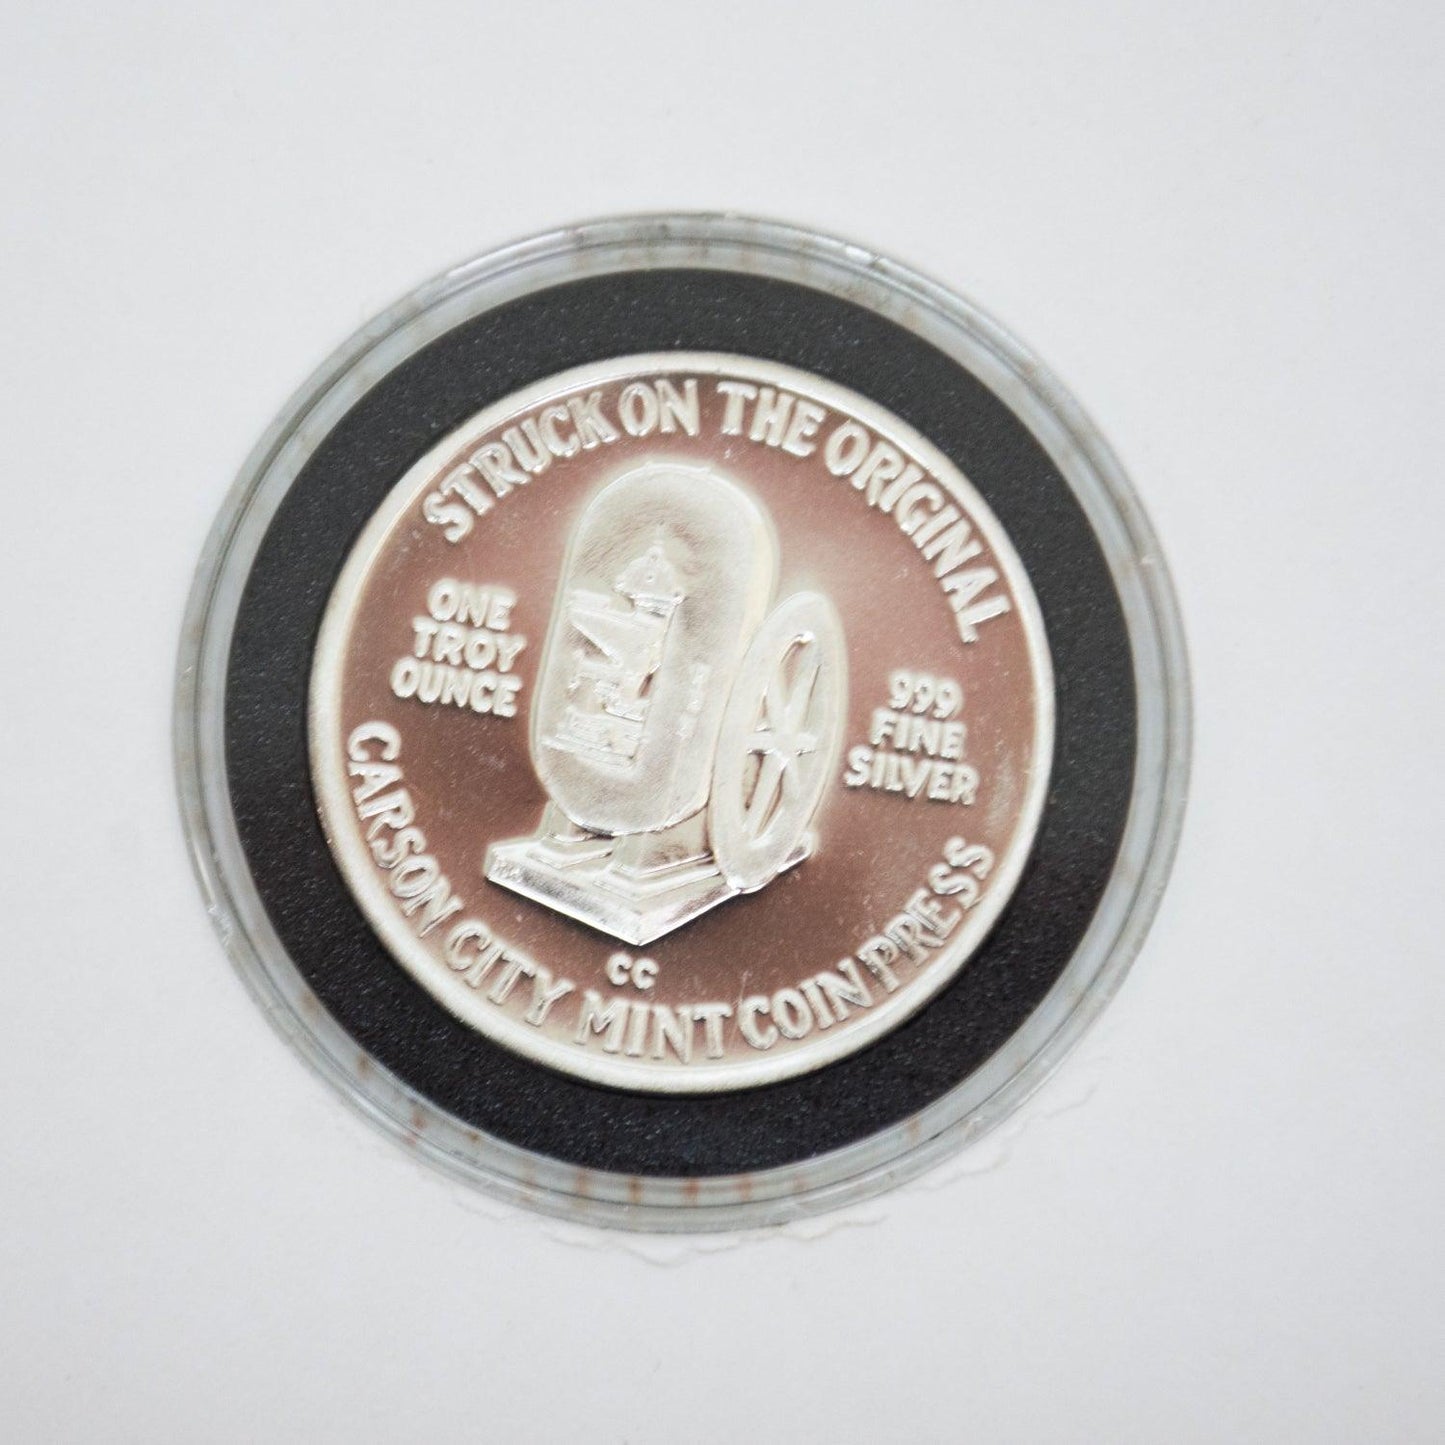 STRUCK ON THE ORIGINAL
ONE
TROY
OUNCE
999
FINE
SILVER
CC
CARSON CITY MINT COIN PRESS